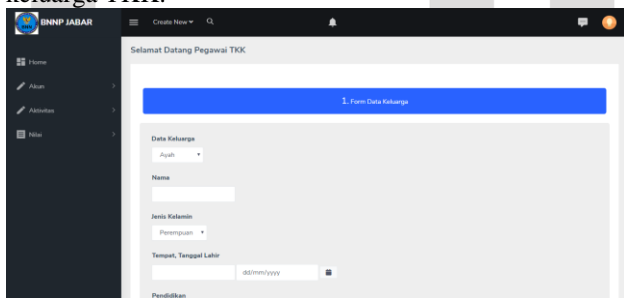 keluarga TKK.
BNNP JABAR
Create New
Selamat Datang Pegawai TKK
Home
Akun
Aktivitas
Nilai
1. Form Data Keluarga
Data Keluarga
Ayah
Nama
Jenis Kelamin
Perempuan
Tempat, Tanggal Lahir
dd/mm/yyyy
Pendidikan